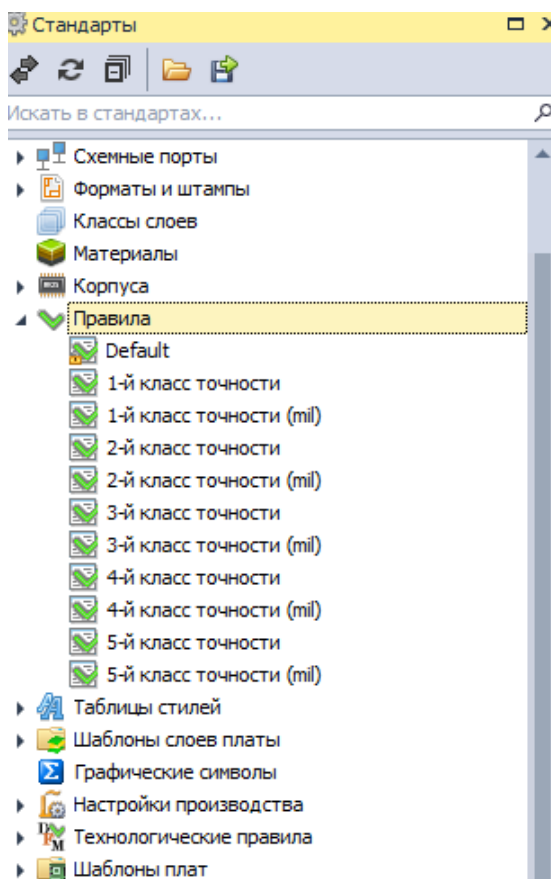 Стандарты
Искать в стандартах...
Схемные порты
Форматы и штампы
Классы слоев
Материалы
Корпуса
Правила
Default
1-й класс точности
1-й класс точности (mil)
2-й класс точности
2-й класс точности (mil)
3-й класс точности
3-й класс точности (mil)
4-й класс точности
4-й класс точности (mil)
5-й класс точности
5-й класс точности (mil)
Таблицы стилей
Шаблоны слоев платы
Графические символы
Настройки производства
Технологические правила
Шаблоны плат